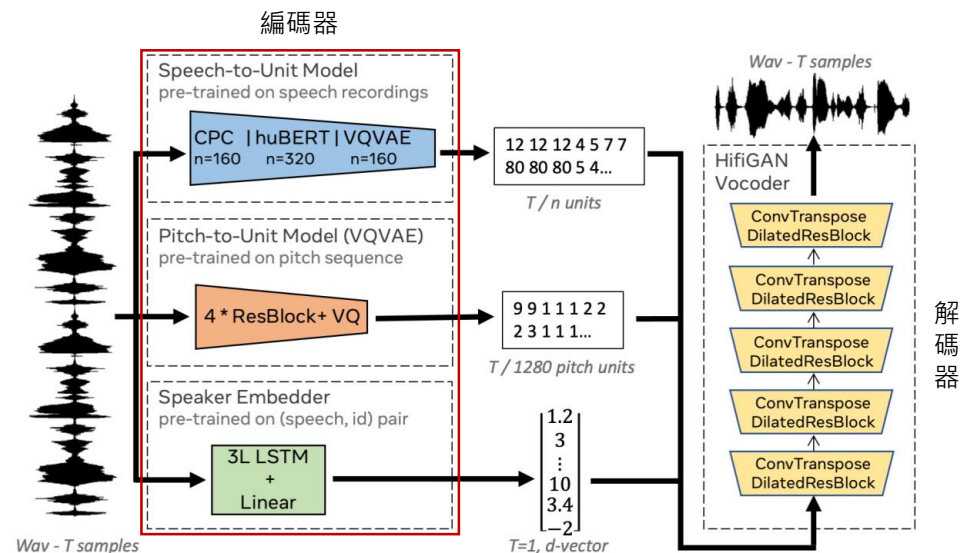 編碼器
Speech-to-Unit Model
pre-trained on speech recordings
CPC | huBERT | VQVAE
n=160 n=320 n=160
12 12 12 4 5 7 7
80 80 80 5 4...
T / n units
Pitch-to-Unit Model (VQVAE)
pre-trained on pitch sequence
4 * ResBlock+ VQ
9 9 1 1 1 2 2
2 3 1 1 1...
T / 1280 pitch units
Speaker Embedder
pre-trained on (speech, id) pair
3L LSTM
+
Linear
1.2
3
⋮
10
3.4
−2
T=1, d-vector
Wav - T samples
Wav - T samples
HifiGAN
Vocoder
ConvTranspose
DilatedResBlock
ConvTranspose
DilatedResBlock
ConvTranspose
DilatedResBlock
ConvTranspose
DilatedResBlock
ConvTranspose
DilatedResBlock
解碼器